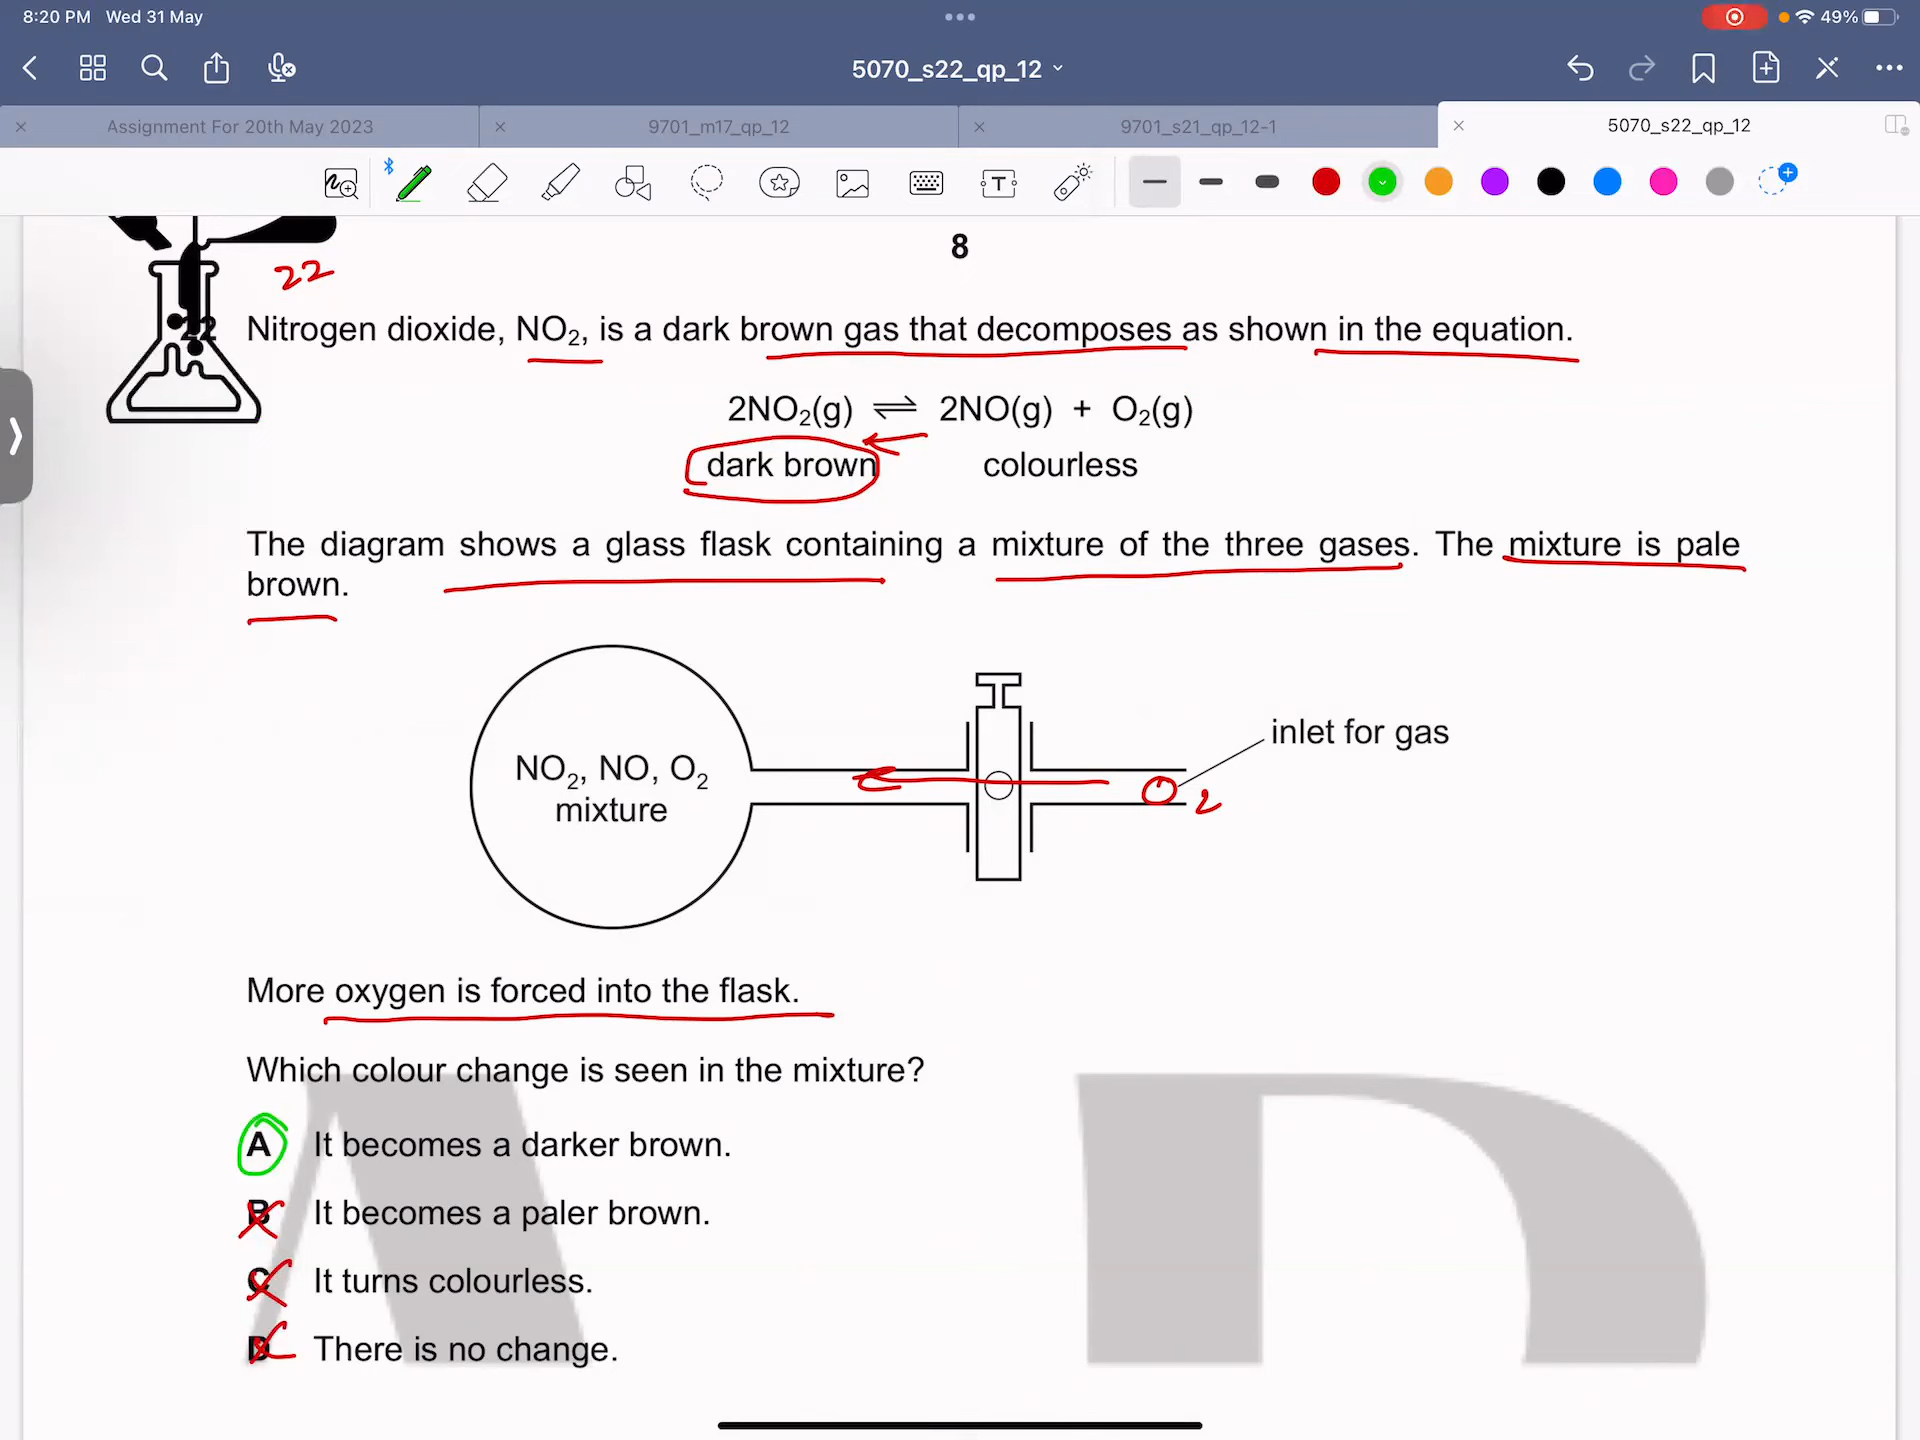 8:20 PM Wed 31 May
49%
5070_s22_qp_12
Assignment For 20th May 2023
9701_m17_qp_12
9701_s21_qp_12-1
5070_s22_qp_12
T
8
22
22 Nitrogen dioxide, NO₂, is a dark brown gas that decomposes as shown in the equation.
2NO₂(g) ⇌ 2NO(g) + O₂(g)
dark brown colourless
The diagram shows a glass flask containing a mixture of the three gases. The mixture is pale
brown.
inlet for gas
NO₂, NO, O₂
mixture
O₂
More oxygen is forced into the flask.
Which colour change is seen in the mixture?
A It becomes a darker brown.
B It becomes a paler brown.
C It turns colourless.
D There is no change.